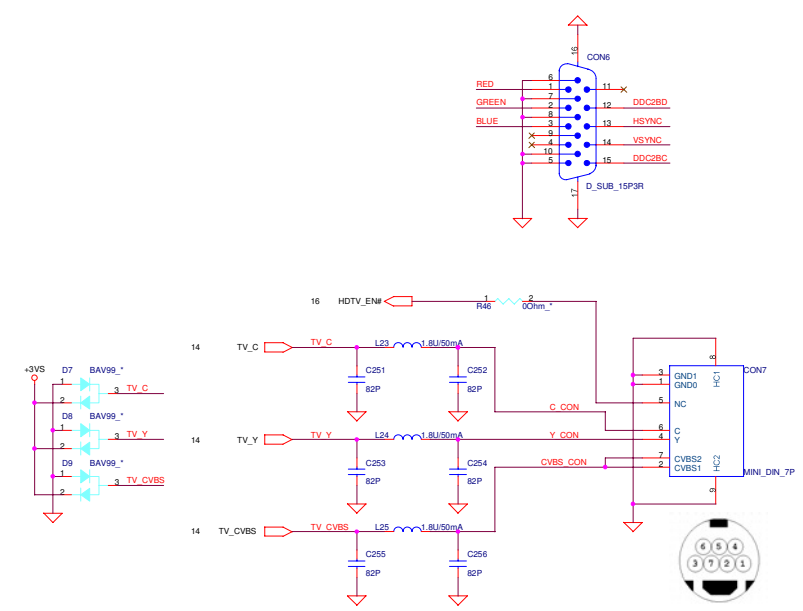 16
CON6
6
RED
1
11
7
GREEN
2
12
DDC2BD
8
BLUE
3
13
HSYNC
9
4
14
VSYNC
10
5
15
DDC2BC
17
D_SUB_15P3R
16
HDTV_EN#
1
2
R46
0Ohm_*
14
TV_C
TV_C
L23
1.8U/50mA
C251
82P
C252
82P
+3VS
D7
BAV99_*
1
2
3
TV_C
D8
BAV99_*
1
2
3
TV_Y
D9
BAV99_*
1
2
3
TV_CVBS
14
TV_Y
TV_Y
L24
1.8U/50mA
C253
82P
C254
82P
14
TV_CVBS
TV_CVBS
L25
1.8U/50mA
C255
82P
C256
82P
C_CON
Y_CON
CVBS_CON
8
CON7
HC1
3
GND1
1
GND0
5
NC
6
C
4
Y
7
CVBS2
2
CVBS1
HC2
9
MINI_DIN_7P
6 5 4
3 7 2 1